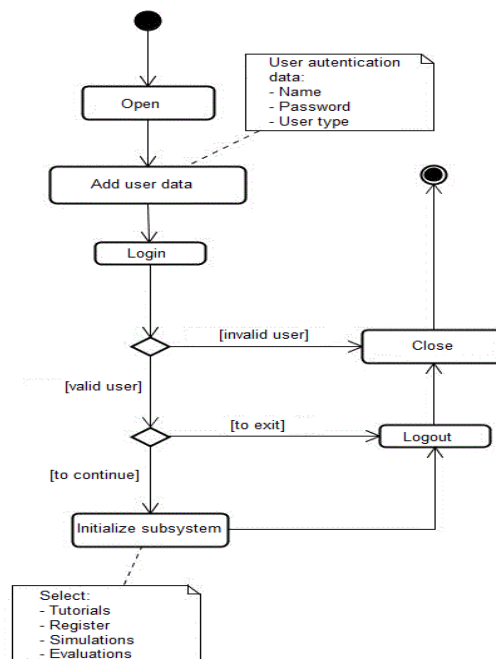 User autentication
data:
- Name
- Password
- User type
Open
Add user data
Login
[invalid user]
Close
[valid user]
[to exit]
Logout
[to continue]
Initialize subsystem
Select:
- Tutorials
- Register
- Simulations
- Evaluations